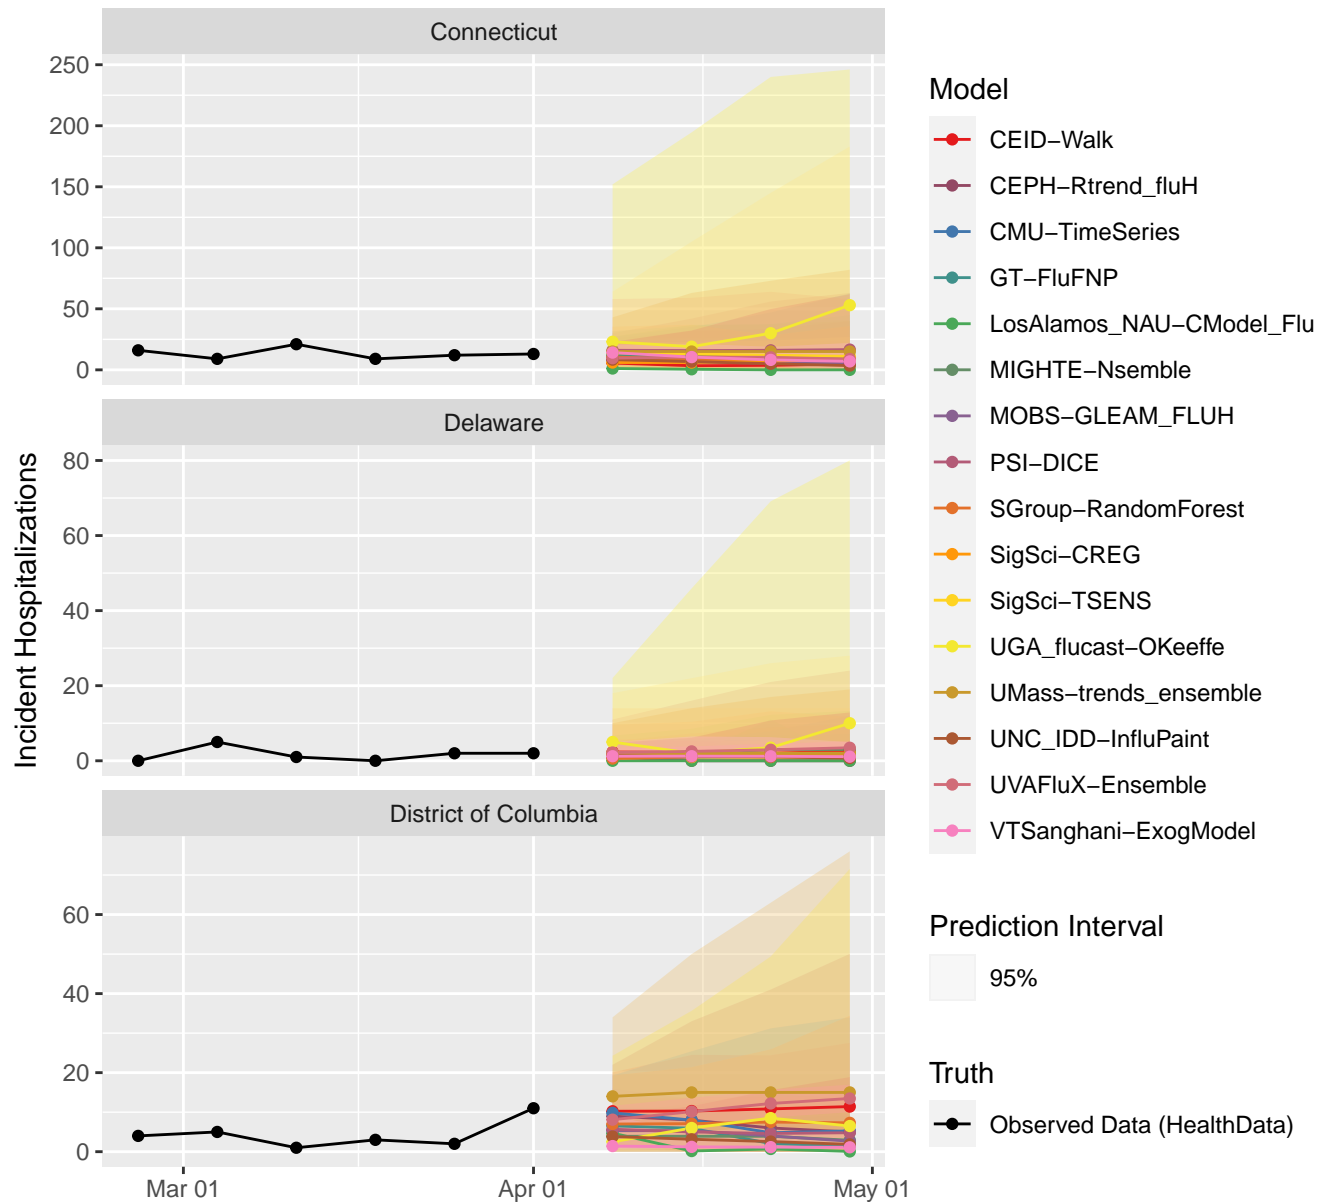 Connecticut
250
200
150
100
50
0
Delaware
80
60
40
20
0
District of Columbia
60
40
20
0
Mar 01
Apr 01
May 01
Incident Hospitalizations
Model
CEID−Walk
CEPH−Rtrend_fluH
CMU−TimeSeries
GT−FluFNP
LosAlamos_NAU−CModel_Flu
MIGHTE−Nsemble
MOBS−GLEAM_FLUH
PSI−DICE
SGroup−RandomForest
SigSci−CREG
SigSci−TSENS
UGA_flucast−OKeeffe
UMass−trends_ensemble
UNC_IDD−InfluPaint
UVAFluX−Ensemble
VTSanghani−ExogModel
Prediction Interval
95%
Truth
Observed Data (HealthData)